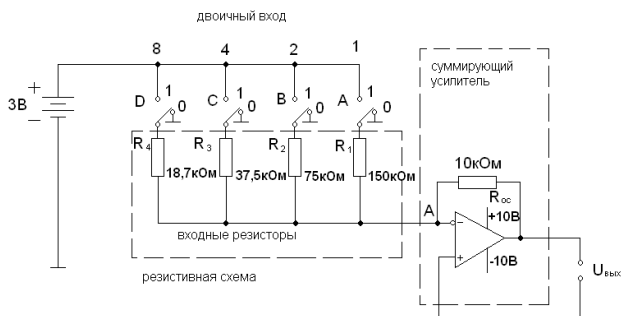 двоичный вход
8 4 2 1
суммирующий
усилитель
+
3В
−
D 1 0 C 1 0 B 1 0 A 1 0
R4 R3 R2 R1
18,7кОм 37,5кОм 75кОм 150кОм
10кОм
Rос
A
+10В
−
+
-10В
входные резисторы
резистивная схема
Uвых